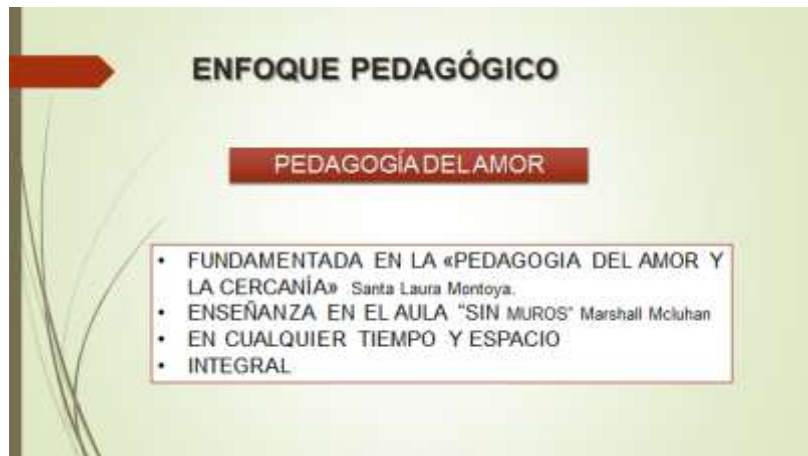 ENFOQUE PEDAGÓGICO
PEDAGOGÍA DEL AMOR
• FUNDAMENTADA EN LA «PEDAGOGIA DEL AMOR Y
LA CERCANÍA» Santa Laura Montoya.
• ENSEÑANZA EN EL AULA "SIN MUROS" Marshall Mcluhan
• EN CUALQUIER TIEMPO Y ESPACIO
• INTEGRAL